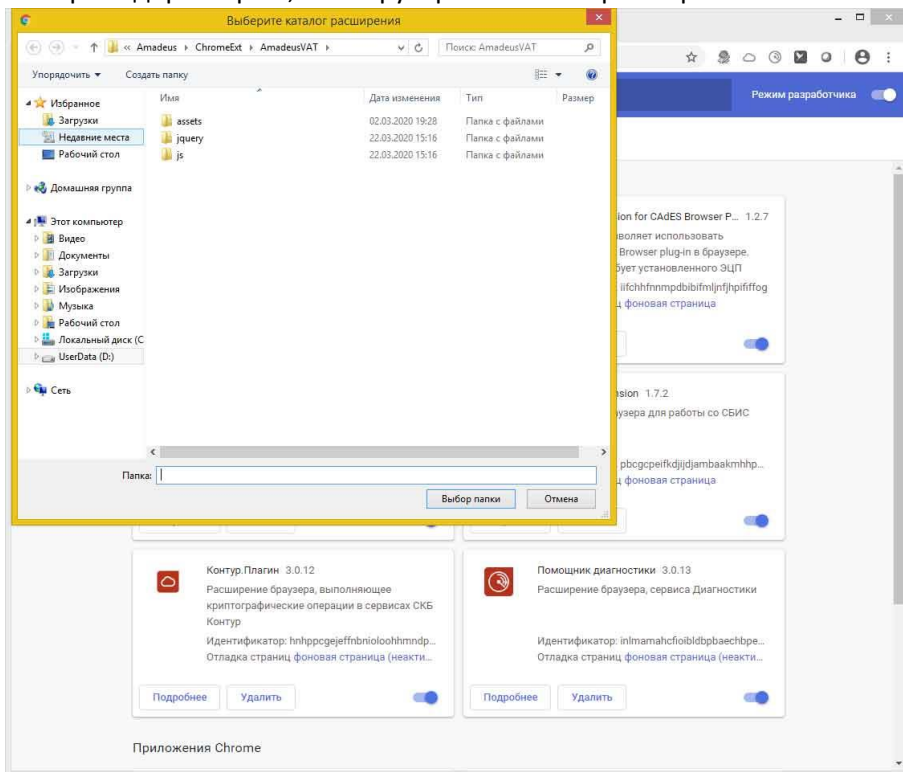 Выберите каталог расширения
« Amadeus › ChromeExt › AmadeusVAT ›
Поиск: AmadeusVAT
Упорядочить
Создать папку
Имя
Дата изменения
Тип
Размер
assets 02.03.2020 19:28 Папка с файлами
jquery 22.03.2020 15:16 Папка с файлами
js 22.03.2020 15:16 Папка с файлами
Избранное
Загрузки
Недавние места
Рабочий стол
Домашняя группа
Этот компьютер
Видео
Документы
Загрузки
Изображения
Музыка
Рабочий стол
Локальный диск (C
UserData (D:)
Сеть
Папка:
Выбор папки
Отмена
Режим разработчика
ion for CAdES Browser P... 1.2.7
воляет использовать
Browser plug-in в браузере.
бует установленного ЭЦП
iifchhfnnmpdbibifmljnfjhpififfog
ц фоновая страница
nsion 1.7.2
узера для работы со СБИС
pbcgcpeifkdjijdjambaakmhhp...
ц фоновая страница
Контур.Плагин 3.0.12
Расширение браузера, выполняющее
криптографические операции в сервисах СКБ
Контур
Идентификатор: hnhppcgejeffnbnioloohhmndp...
Отладка страниц фоновая страница (неакти...
Подробнее
Удалить
Помощник диагностики 3.0.13
Расширение браузера, сервиса Диагностики
Идентификатор: inlmamahcfioibldbpbaechbpe...
Отладка страниц фоновая страница (неакти...
Подробнее
Удалить
Приложения Chrome